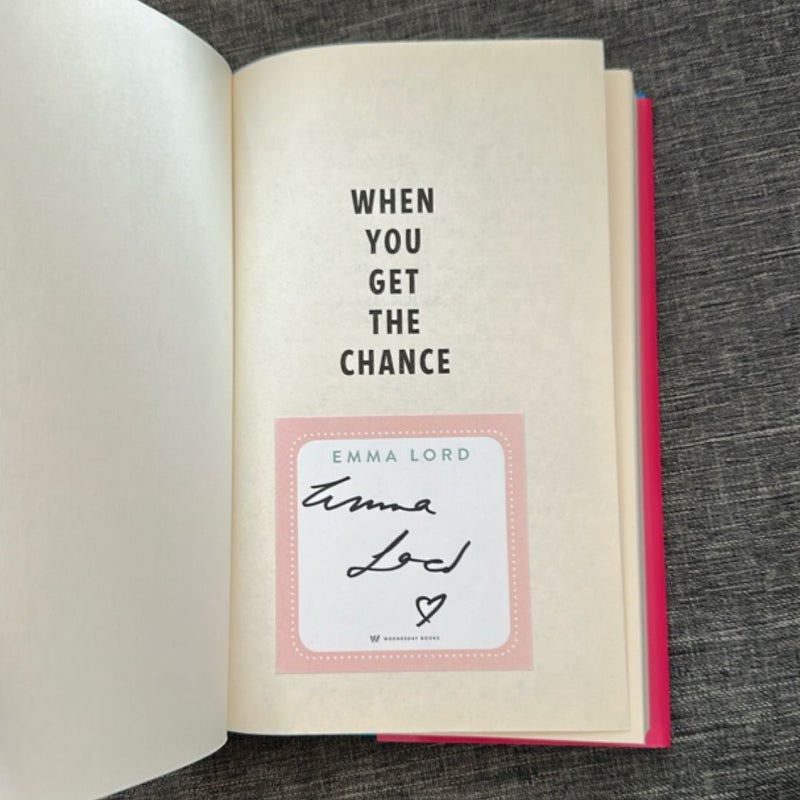 WHEN
YOU
GET
THE
CHANCE
EMMA LORD
Emma
Lord
W WEDNESDAY BOOKS